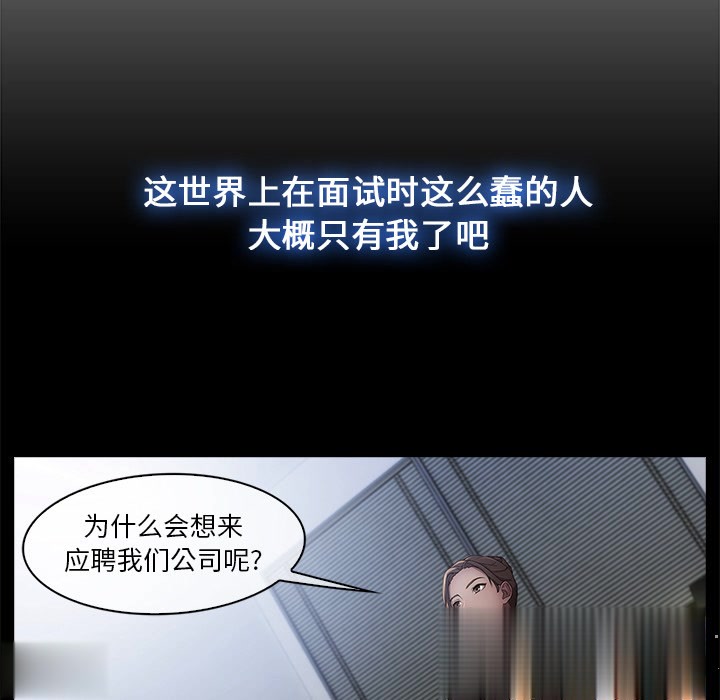 这世界上在面试时这么蠢的人
大概只有我了吧
为什么会想来
应聘我们公司呢?